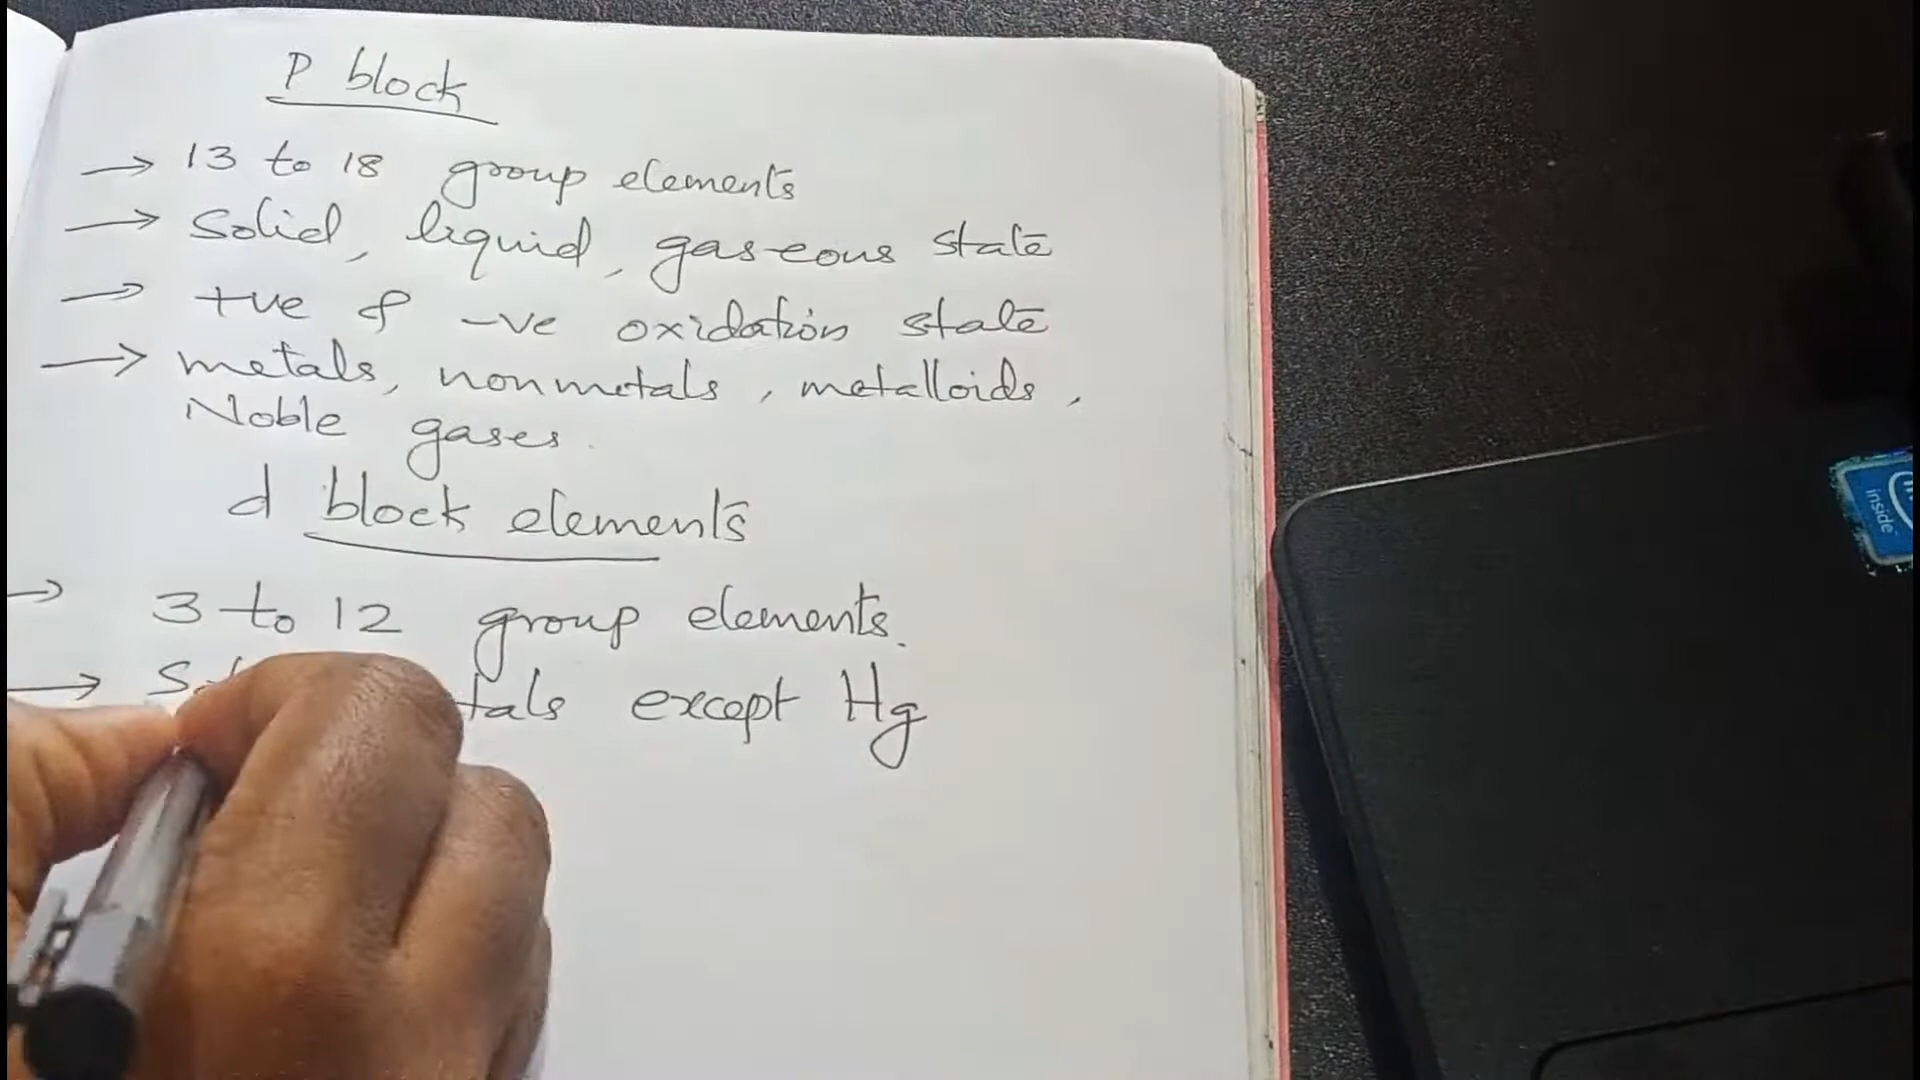 P block
→ 13 to 18 group elements
→ Solid, liquid, gaseous state
→ +ve & -ve oxidation state
→ metals, nonmetals, metalloids,
Noble gases.
d block elements
→ 3 to 12 group elements.
→ except Hg
inside